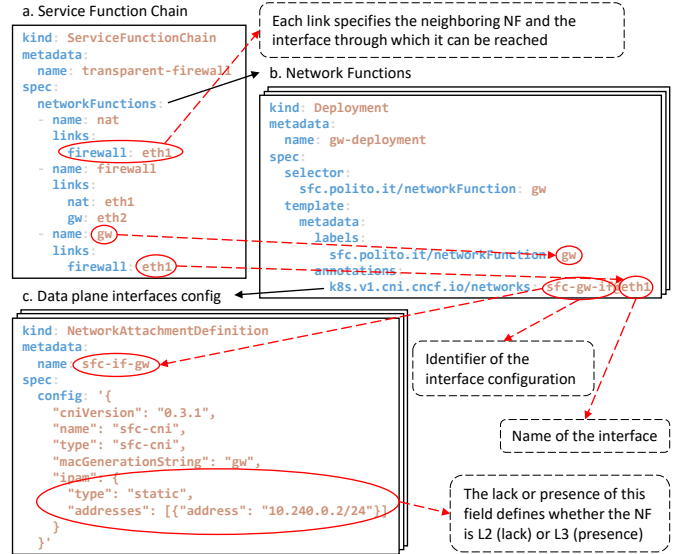 a. Service Function Chain
kind: ServiceFunctionChain
metadata:
name: transparent-firewall
spec:
networkFunctions:
- name: nat
links:
firewall: eth1
- name: firewall
links:
nat: eth1
gw: eth2
- name: gw
links:
firewall: eth1
Each link specifies the neighboring NF and the
interface through which it can be reached
b. Network Functions
kind: Deployment
metadata:
name: gw-deployment
spec:
selector:
sfc.polito.it/networkFunction: gw
template:
metadata:
labels:
sfc.polito.it/networkFunction: gw
annotations:
k8s.v1.cni.cncf.io/networks: sfc-gw-if@eth1
c. Data plane interfaces config
kind: NetworkAttachmentDefinition
metadata:
name: sfc-if-gw
spec:
config: '{
"cniVersion": "0.3.1",
"name": "sfc-cni",
"type": "sfc-cni",
"macGenerationString": "gw",
"ipam": {
"type": "static",
"addresses": [{"address": "10.240.0.2/24"}]
}
}'
Identifier of the
interface configuration
Name of the interface
The lack or presence of this
field defines whether the NF
is L2 (lack) or L3 (presence)